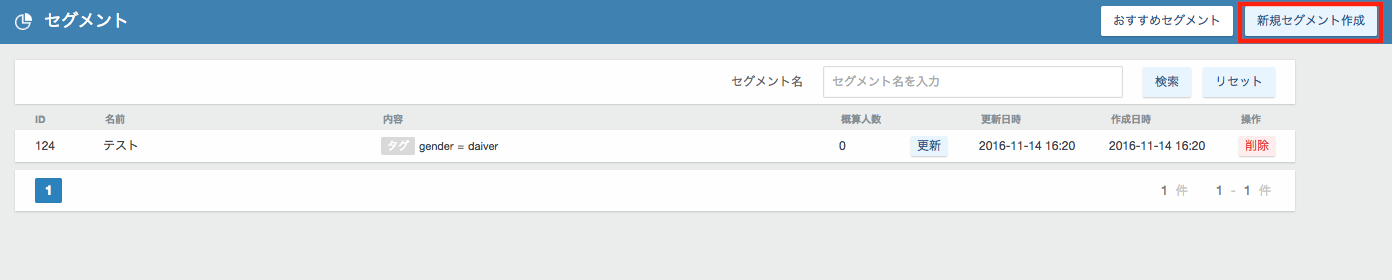 セグメント おすすめセグメント 新規セグメント作成
セグメント名 セグメント名を入力 検索 リセット
ID 名前 内容 概算人数 更新日時 作成日時 操作
124 テスト タグ gender = daiver 0 更新 2016-11-14 16:20 2016-11-14 16:20 削除
1 1 件 1 - 1 件